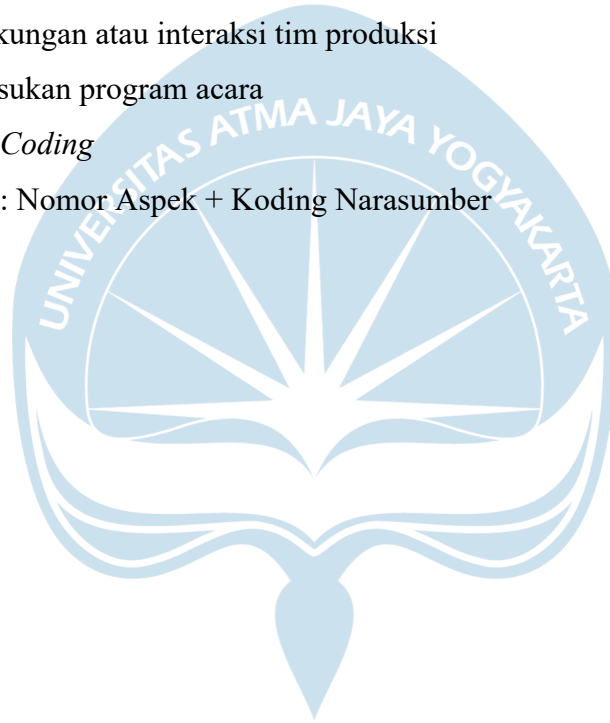 kungan atau interaksi tim produksi
sukan program acara
Coding
: Nomor Aspek + Koding Narasumber
UNIVERSITAS ATMA JAYA YOGYAKARTA